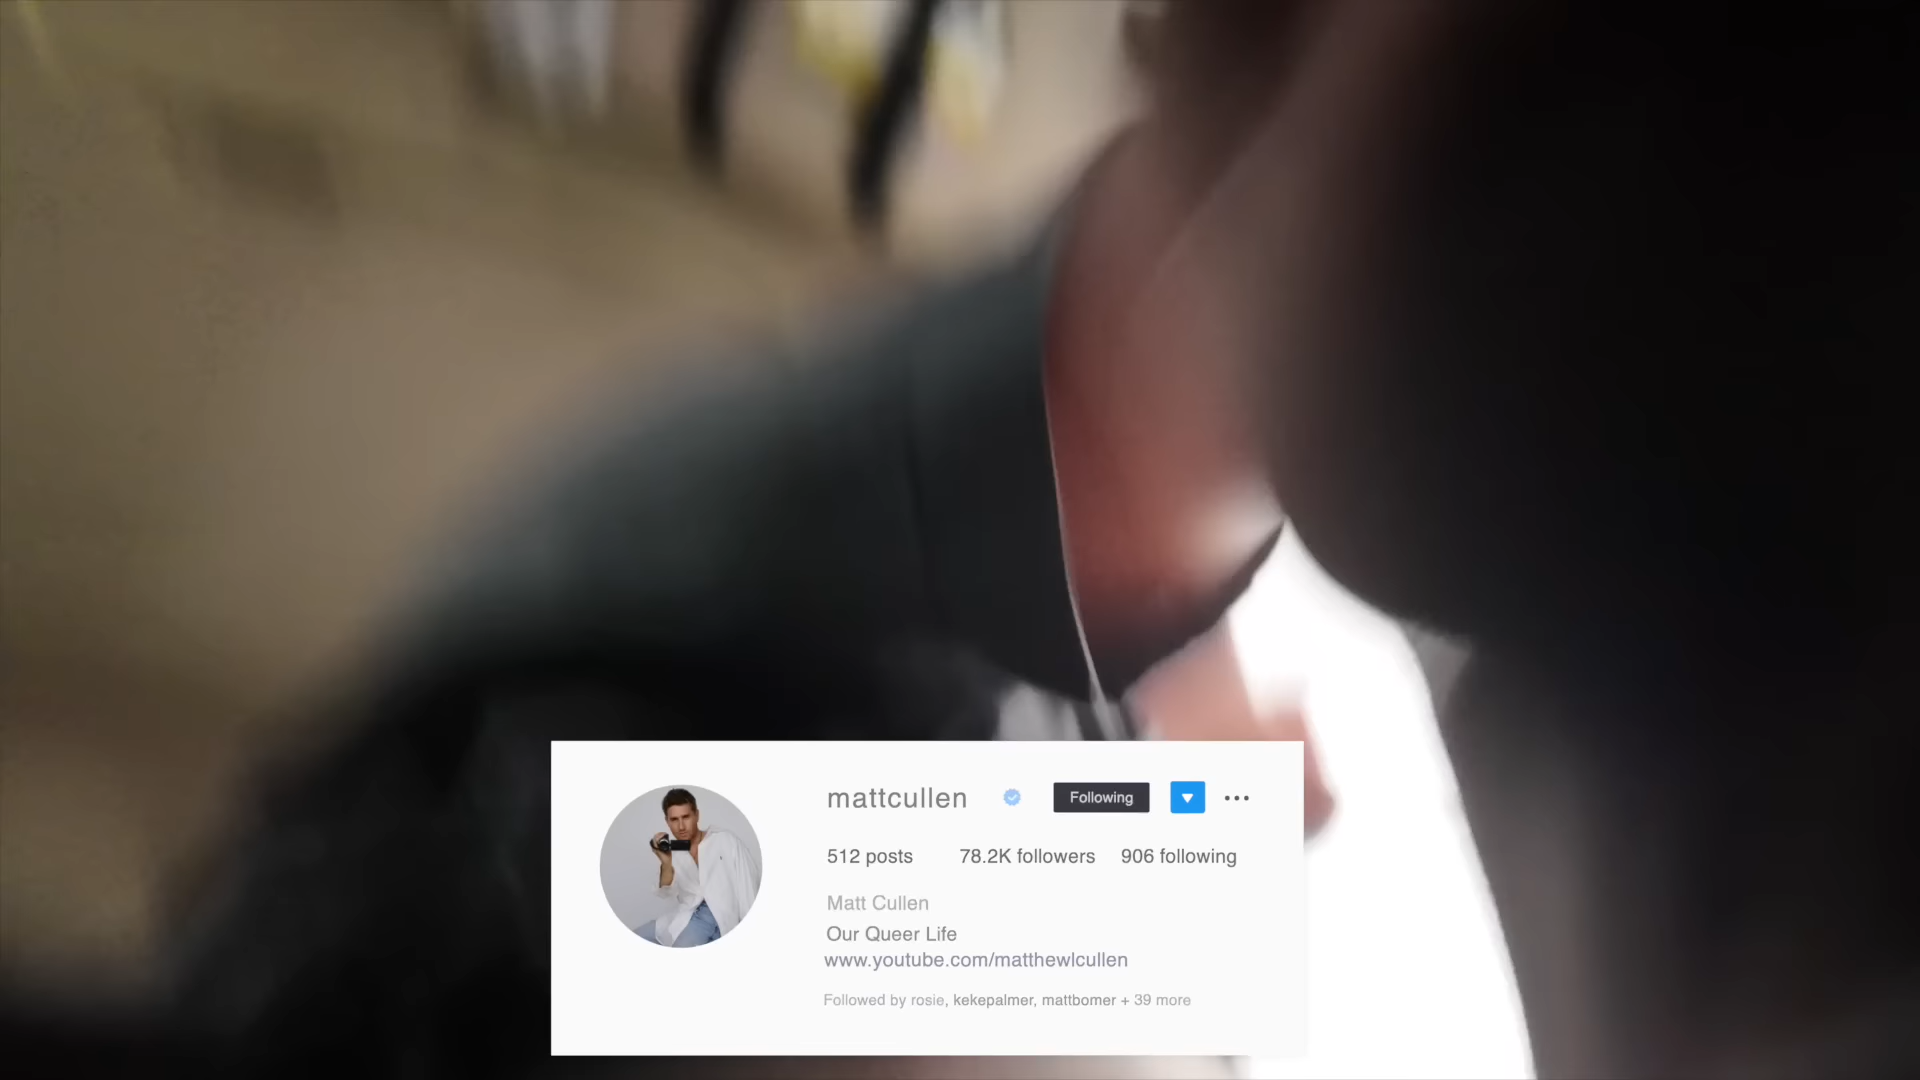 mattcullen Following
512 posts 78.2K followers 906 following
Matt Cullen
Our Queer Life
www.youtube.com/matthewlcullen
Followed by rosie, kekepalmer, mattbomer + 39 more